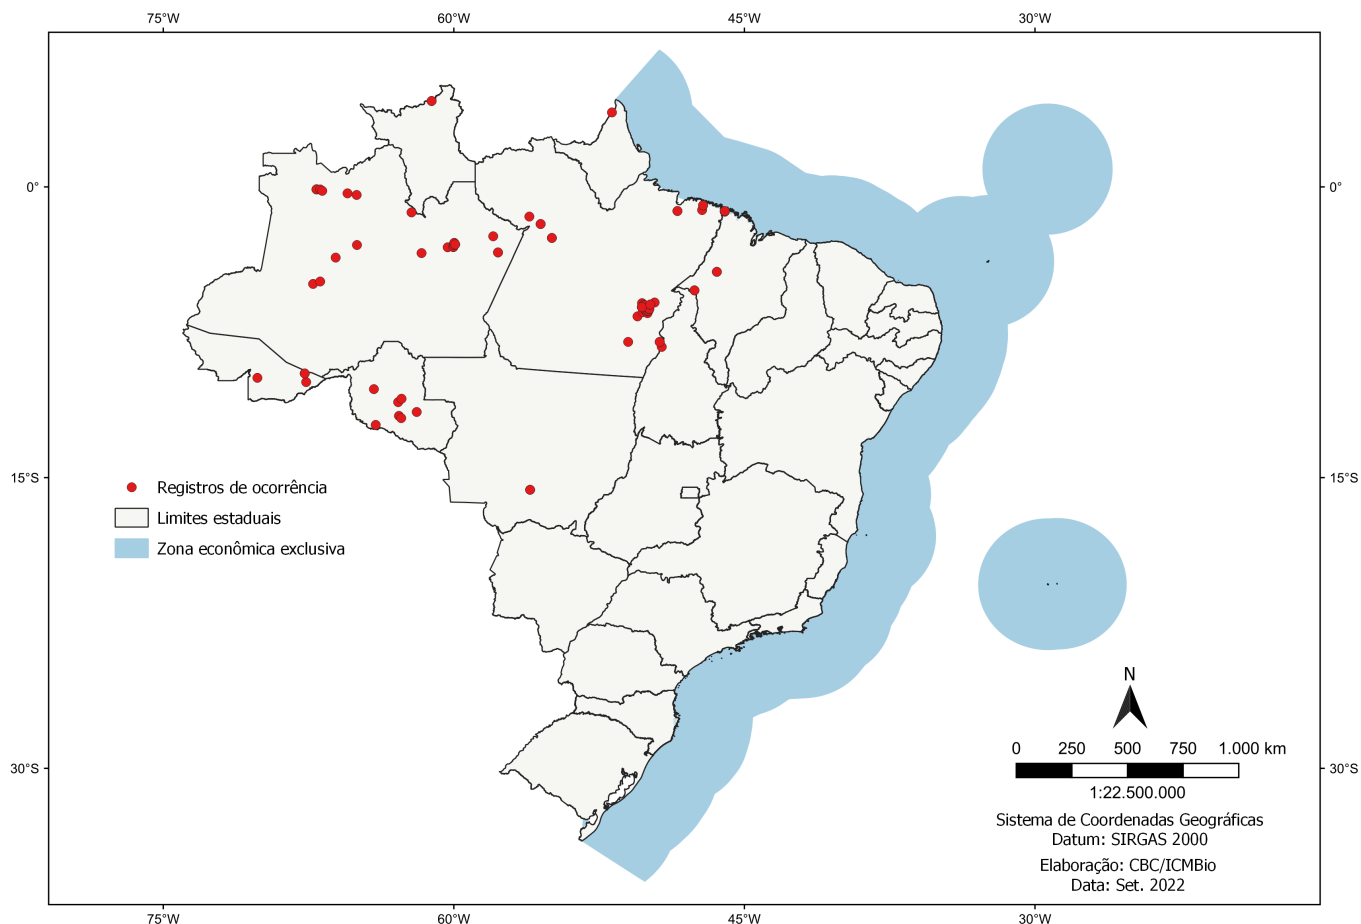 75°W 60°W 45°W 30°W
0° 0°
15°S 15°S
30°S 30°S
Registros de ocorrência
Limites estaduais
Zona econômica exclusiva
N
0 250 500 750 1.000 km
1:22.500.000
Sistema de Coordenadas Geográficas
Datum: SIRGAS 2000
Elaboração: CBC/ICMBio
Data: Set. 2022
75°W 60°W 45°W 30°W